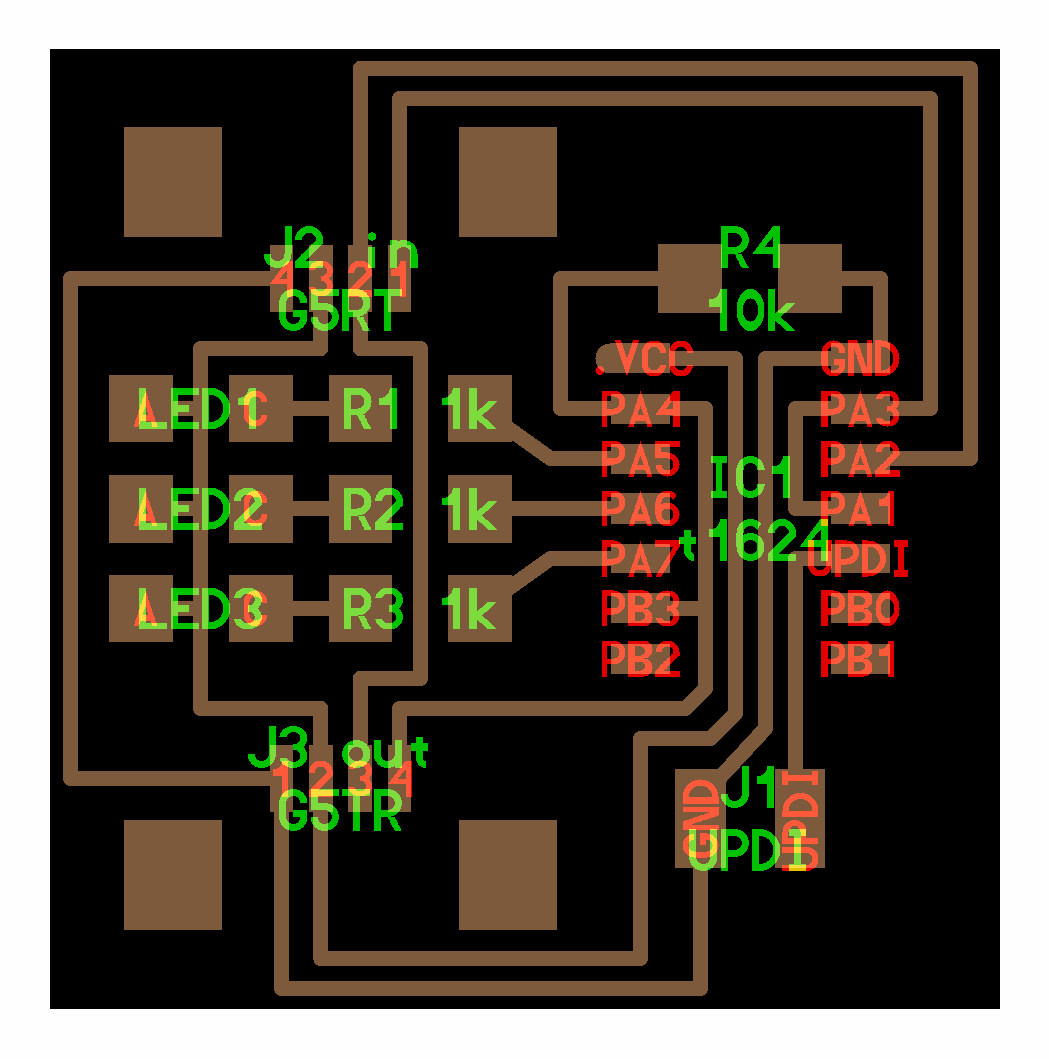 J2 in
4 3 2 1
G5RT
R4
10k
.VCC GND
LED1 A C R1 1k PA4 PA3
PA5 PA2
IC1
LED2 A C R2 1k PA6 PA1
t1624
PA7 UPDI
LED3 A C R3 1k PB3 PB0
PB2 PB1
J3 out
1 2 3 4
G5TR
J1
GND UPDI
UPDI